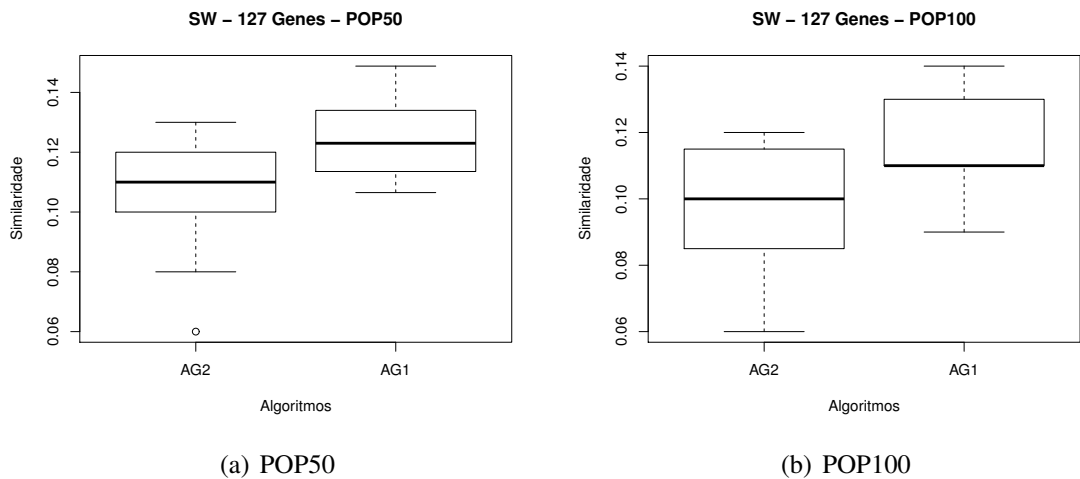 SW – 127 Genes – POP50
Similaridade
0.14
0.12
0.10
0.08
0.06
AG2 AG1
Algoritmos
(a) POP50
SW – 127 Genes – POP100
Similaridade
0.14
0.12
0.10
0.08
0.06
AG2 AG1
Algoritmos
(b) POP100